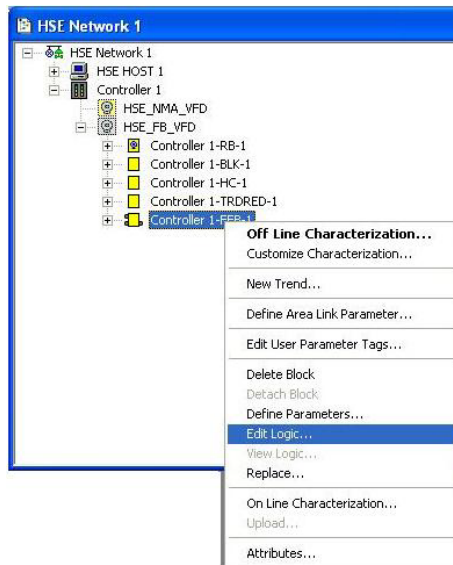 HSE Network 1
HSE Network 1
HSE HOST 1
Controller 1
HSE_NMA_VFD
HSE_FB_VFD
Controller 1-RB-1
Controller 1-BLK-1
Controller 1-HC-1
Controller 1-TRDRED-1
Controller 1-FFB-1
Off Line Characterization...
Customize Characterization...
New Trend...
Define Area Link Parameter...
Edit User Parameter Tags...
Delete Block
Detach Block
Define Parameters...
Edit Logic...
View Logic...
Replace...
On Line Characterization...
Upload...
Attributes...